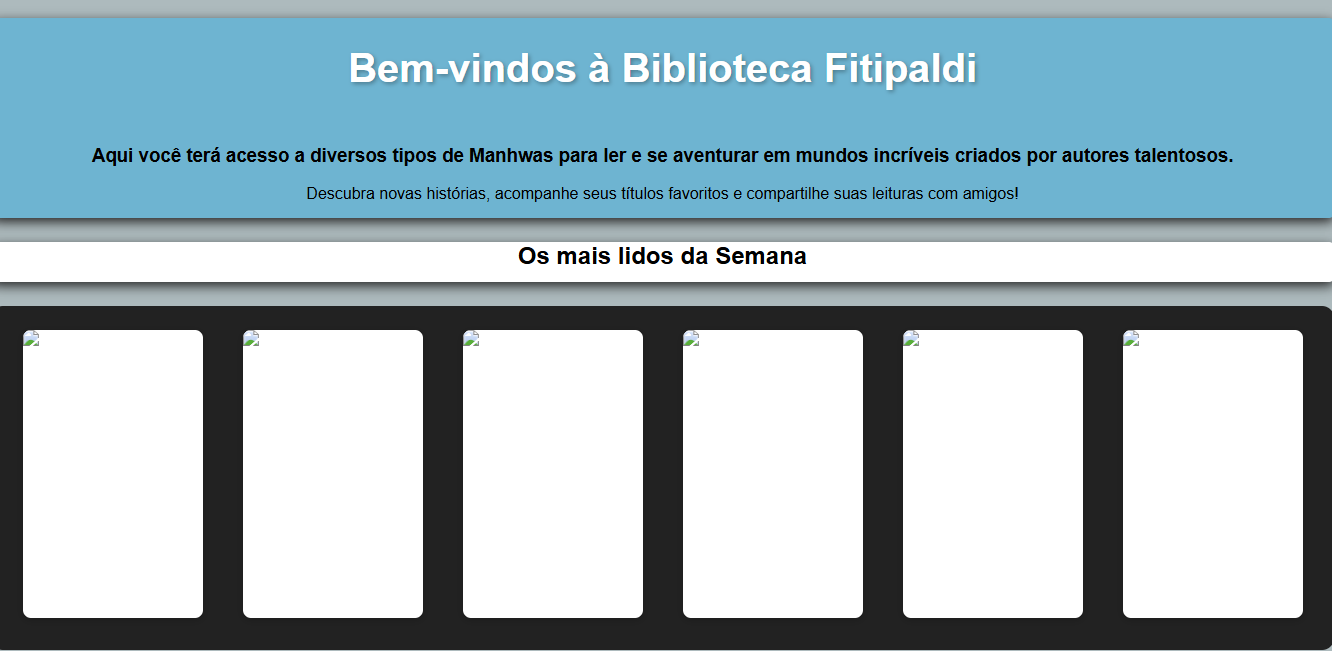 Bem-vindos à Biblioteca Fitipaldi
Aqui você terá acesso a diversos tipos de Manhwas para ler e se aventurar em mundos incríveis criados por autores talentosos.
Descubra novas histórias, acompanhe seus títulos favoritos e compartilhe suas leituras com amigos!
Os mais lidos da Semana